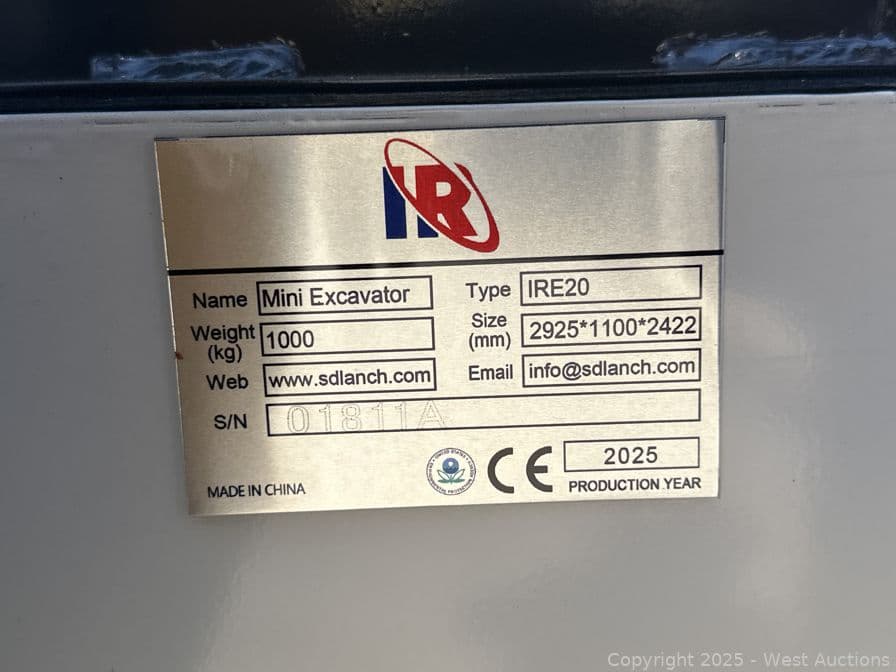 IR
Name Mini Excavator Type IRE20
Weight (kg) 1000 Size (mm) 2925*1100*2422
Web www.sdlanch.com Email info@sdlanch.com
S/N 01811A
MADE IN CHINA CE 2025
PRODUCTION YEAR
Copyright 2025 - West Auctions